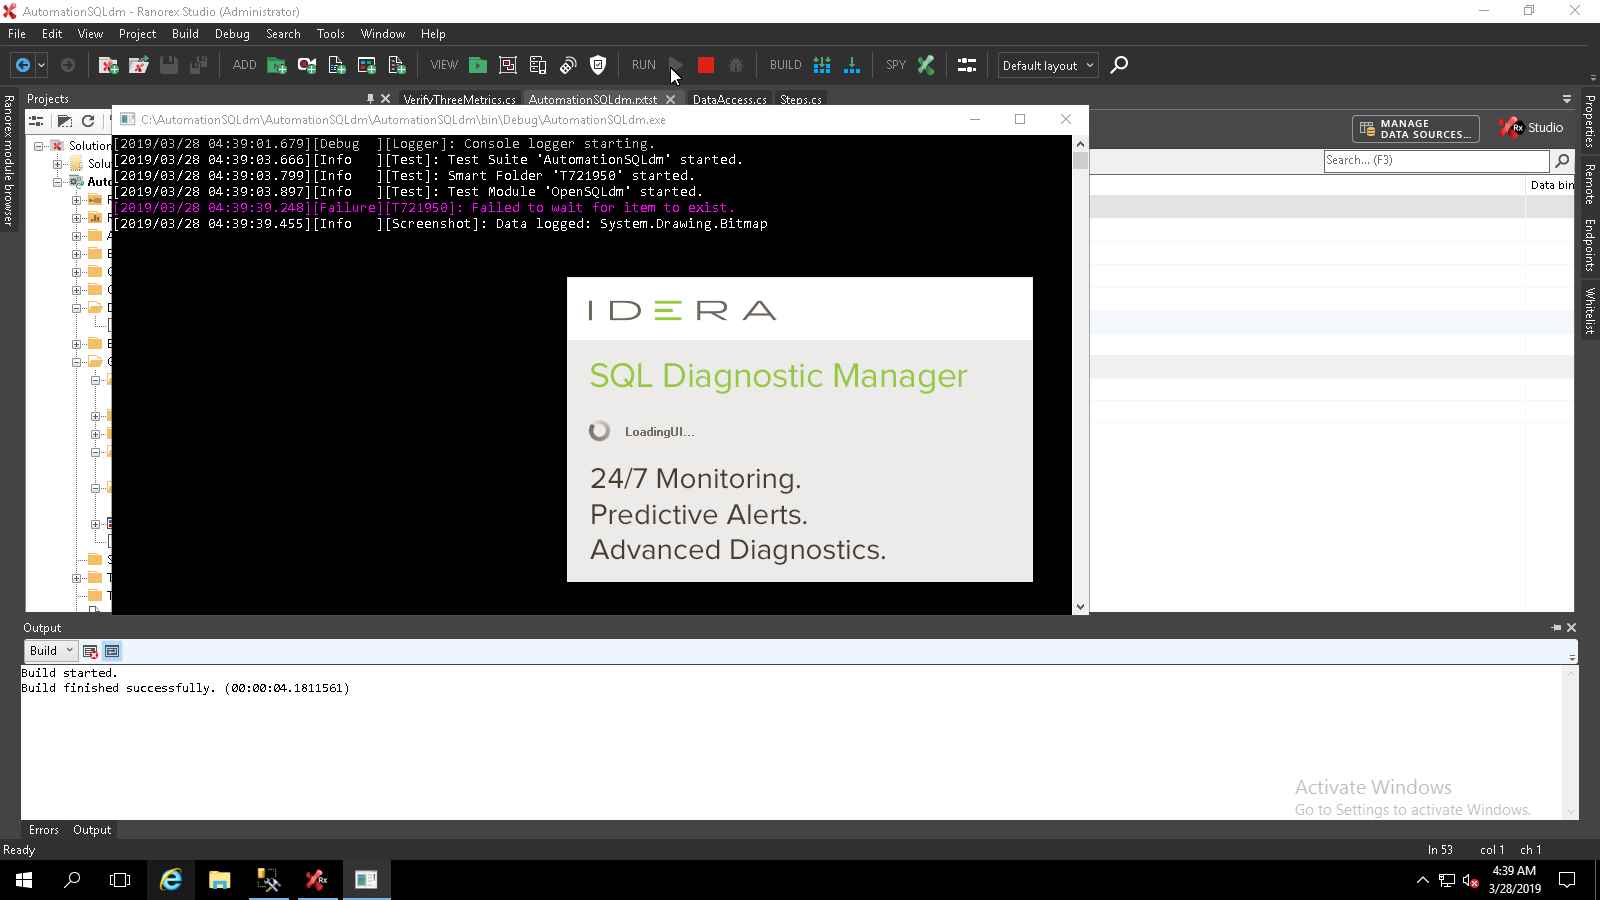 AutomationSQLdm - Ranorex Studio (Administrator)
File Edit View Project Build Debug Search Tools Window Help
ADD VIEW RUN BUILD SPY Default layout
Ranorex module browser
Projects
VerifyThreeMetrics.cs AutomationSQLdm.rxtst DataAccess.cs Steps.cs
Properties
Remote Endpoints
Whitelist
MANAGE
DATA SOURCES...
Rx Studio
Search... (F3)
Data bin
Solution
Solu
Auto
C:\AutomationSQLdm\AutomationSQLdm\AutomationSQLdm\bin\Debug\AutomationSQLdm.exe
[2019/03/28 04:39:01.679][Debug  ][Logger]: Console logger starting.
[2019/03/28 04:39:03.666][Info   ][Test]: Test Suite 'AutomationSQLdm' started.
[2019/03/28 04:39:03.799][Info   ][Test]: Smart Folder 'T721950' started.
[2019/03/28 04:39:03.897][Info   ][Test]: Test Module 'OpenSQLdm' started.
[2019/03/28 04:39:39.248][Failure][T721950]: Failed to wait for item to exist.
[2019/03/28 04:39:39.455][Info   ][Screenshot]: Data logged: System.Drawing.Bitmap
IDERA
SQL Diagnostic Manager
LoadingUI...
24/7 Monitoring.
Predictive Alerts.
Advanced Diagnostics.
Output
Build
Build started.
Build finished successfully. (00:00:04.1811561)
Activate Windows
Go to Settings to activate Windows.
Errors Output
Ready
ln 53 col 1 ch 1
4:39 AM
3/28/2019